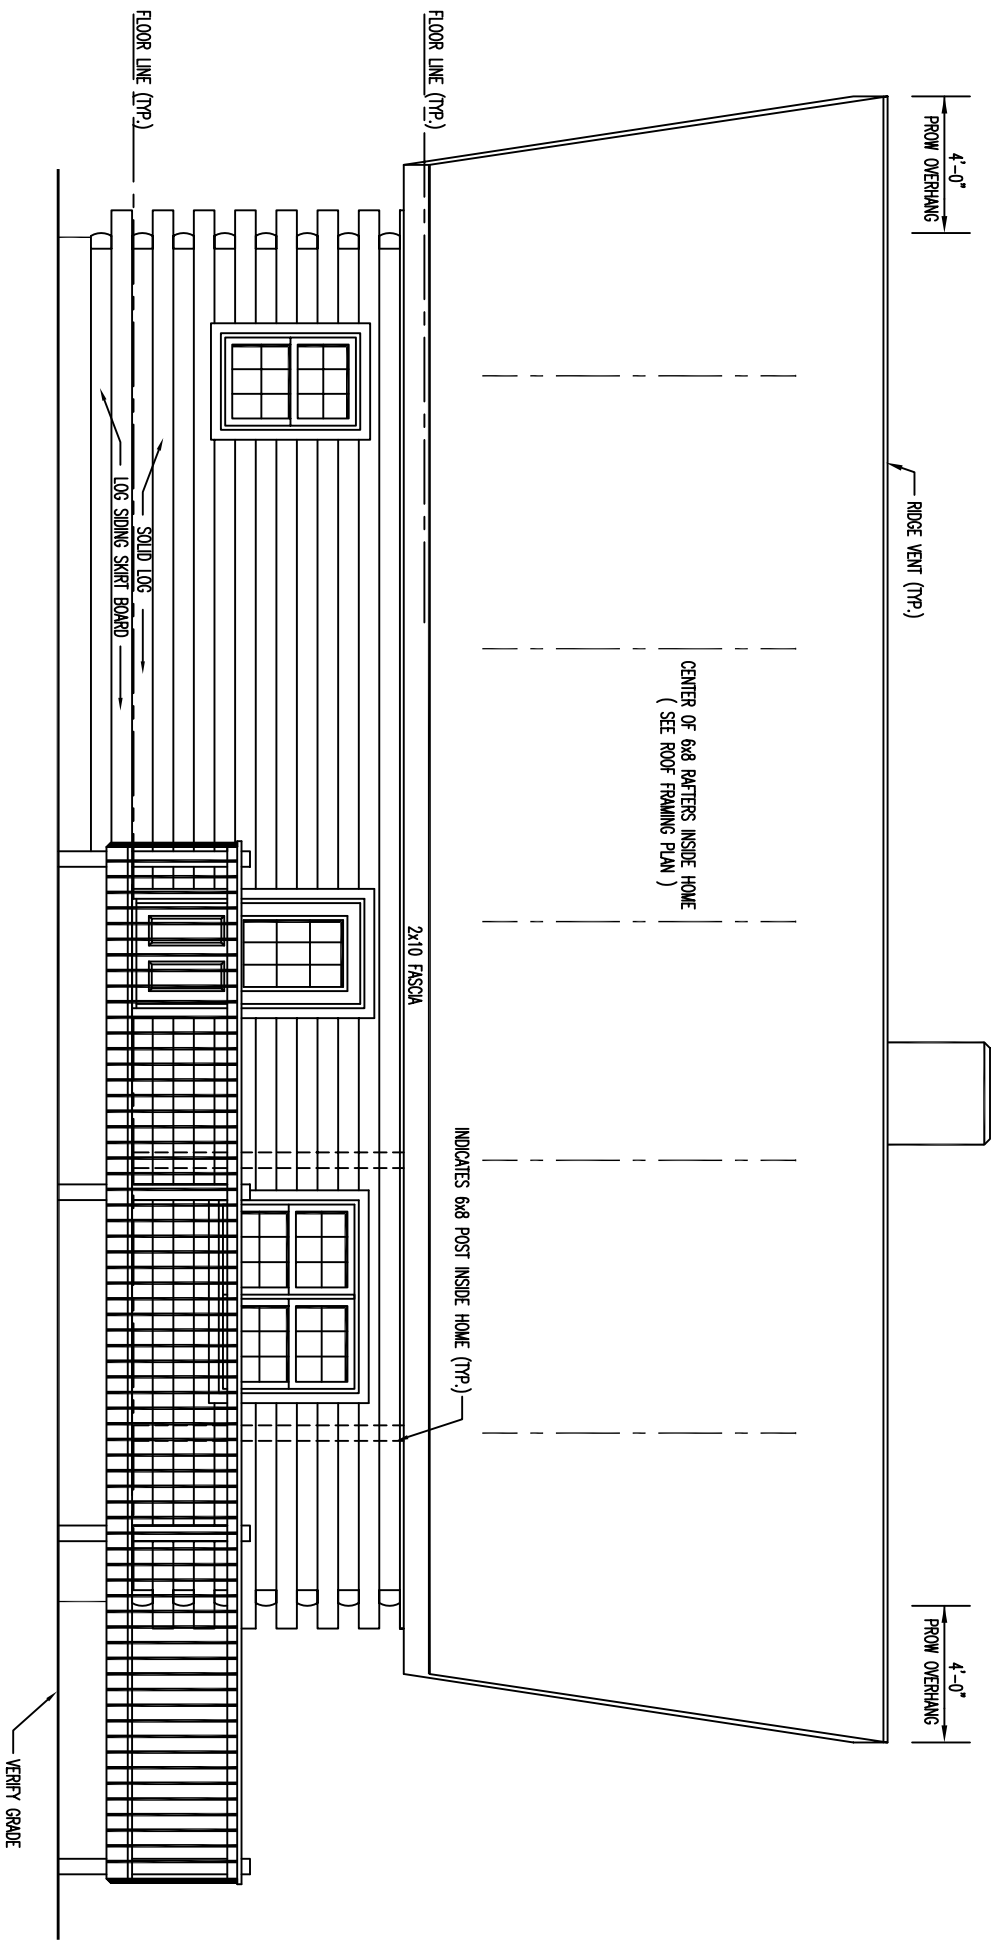 4'-0"
PROW OVERHANG
4'-0"
PROW OVERHANG
RIDGE VENT (TYP.)
CENTER OF 6x8 RAFTERS INSIDE HOME
( SEE ROOF FRAMING PLAN )
INDICATES 6x8 POST INSIDE HOME (TYP.)
FLOOR LINE (TYP.)
2x10 FASCIA
SOLID LOG
LOG SIDING SKIRT BOARD
FLOOR LINE (TYP.)
VERIFY GRADE